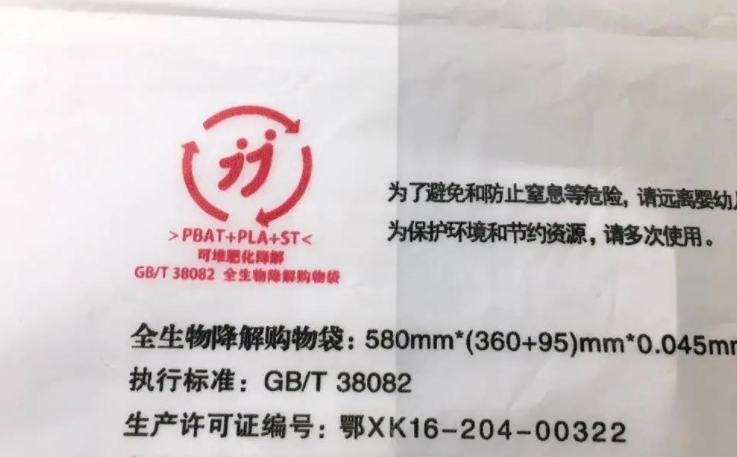 >PBAT+PLA+ST<
可堆肥化降解
GB/T 38082 全生物降解购物袋
为了避免和防止窒息等危险, 请远离婴幼
为保护环境和节约资源，请多次使用。
全生物降解购物袋：580mm*(360+95)mm*0.045mm
执行标准：GB/T 38082
生产许可证编号：鄂XK16-204-00322